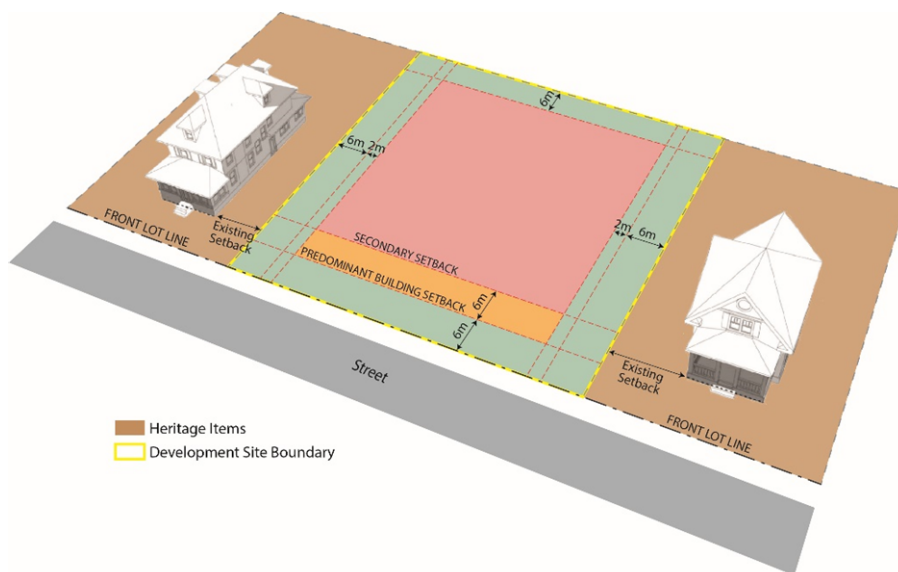 6m
6m
2m
Existing
Setback
FRONT LOT LINE
SECONDARY SETBACK
PREDOMINANT BUILDING SETBACK
2m
6m
6m
6m
Existing
Setback
FRONT LOT LINE
Street
Heritage Items
Development Site Boundary